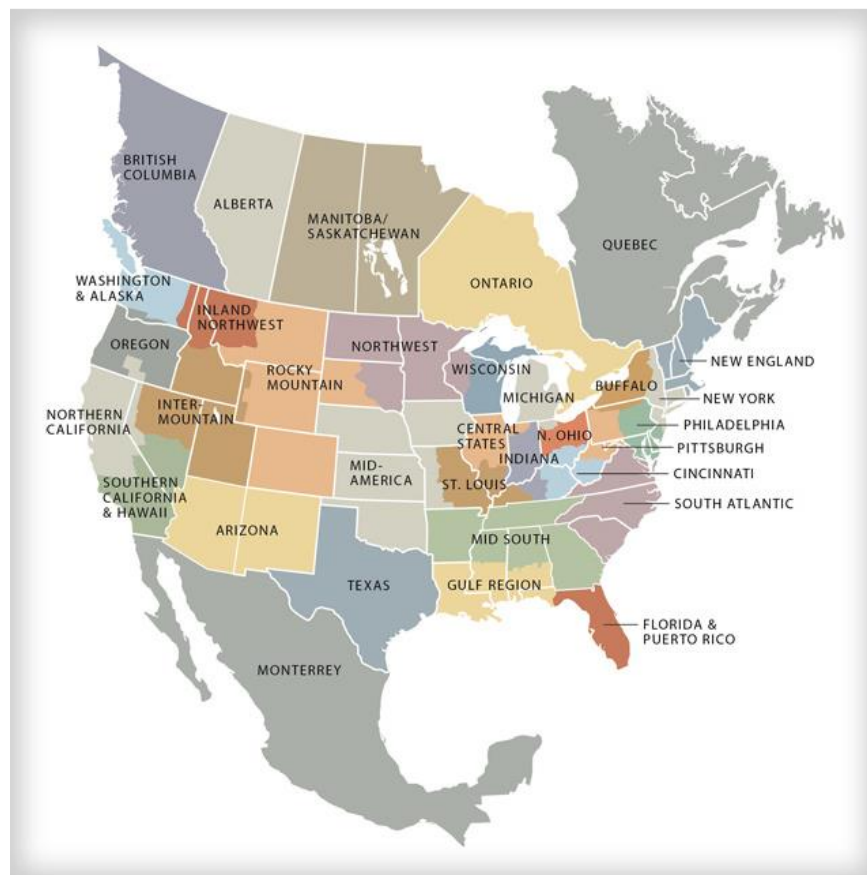 BRITISH
COLUMBIA
ALBERTA
MANITOBA/
SASKATCHEWAN
QUEBEC
ONTARIO
WASHINGTON
& ALASKA
INLAND
NORTHWEST
OREGON
NORTHWEST
ROCKY
MOUNTAIN
WISCONSIN
MICHIGAN
BUFFALO
NEW ENGLAND
NEW YORK
PHILADELPHIA
PITTSBURGH
CINCINNATI
SOUTH ATLANTIC
NORTHERN
CALIFORNIA
INTER-
MOUNTAIN
CENTRAL
STATES
N. OHIO
INDIANA
MID-
AMERICA
ST. LOUIS
SOUTHERN
CALIFORNIA
& HAWAII
ARIZONA
MID SOUTH
TEXAS
GULF REGION
FLORIDA &
PUERTO RICO
MONTERREY